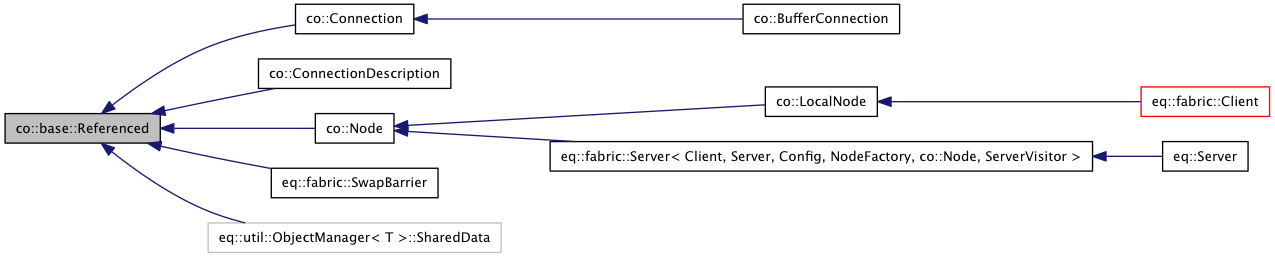 co::Connection
co::BufferConnection
co::ConnectionDescription
co::LocalNode
eq::fabric::Client
co::base::Referenced
co::Node
eq::fabric::Server< Client, Server, Config, NodeFactory, co::Node, ServerVisitor >
eq::Server
eq::fabric::SwapBarrier
eq::util::ObjectManager< T >::SharedData